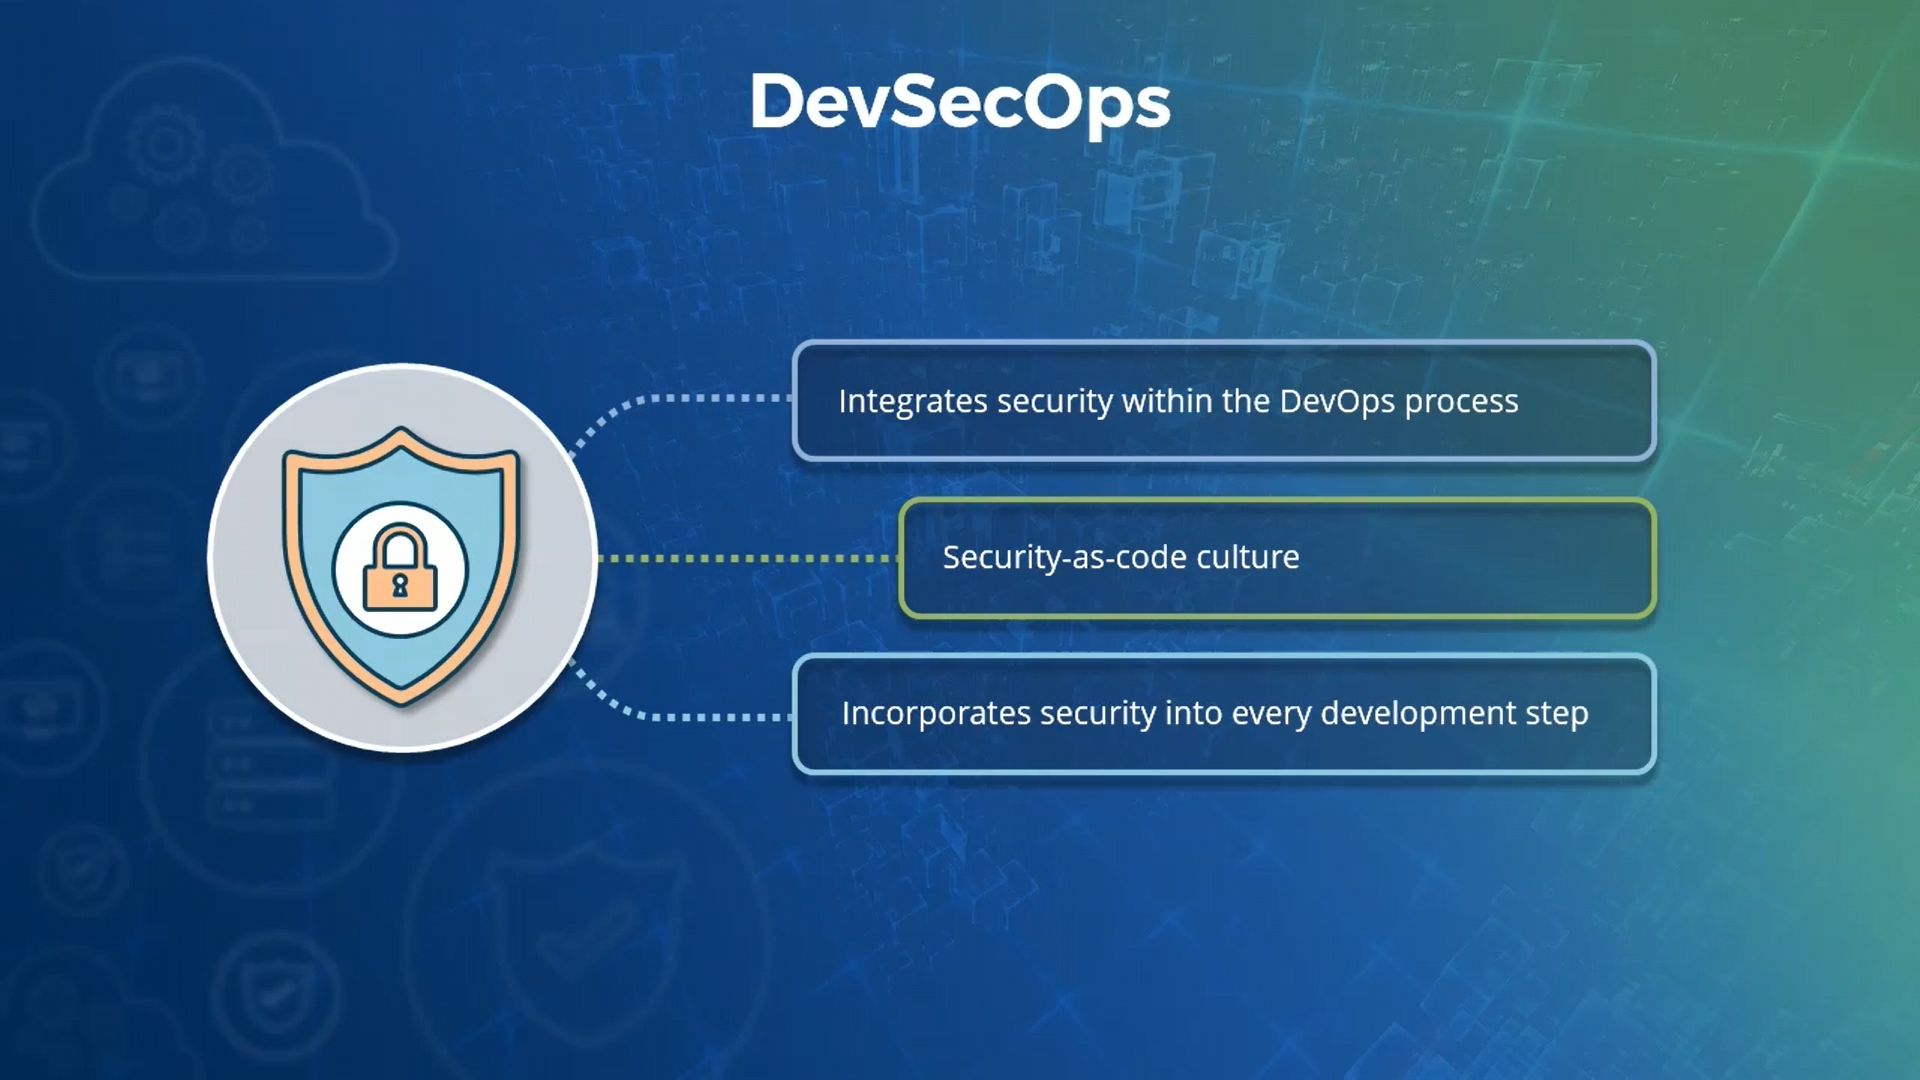 DevSecOps
Integrates security within the DevOps process
Security-as-code culture
Incorporates security into every development step